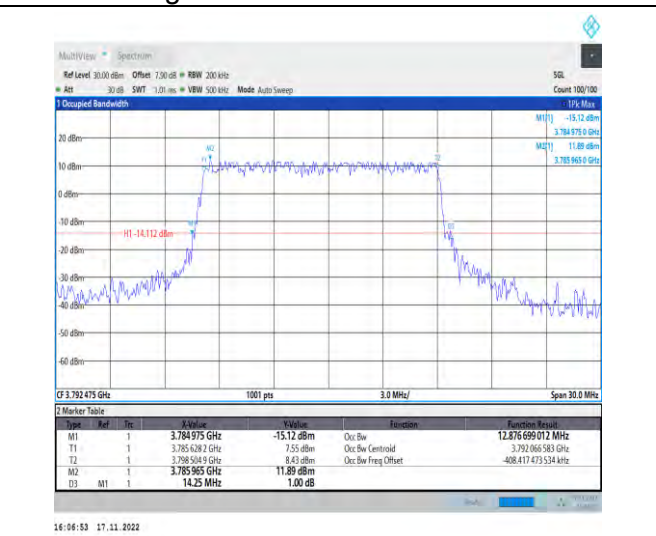 MultiView Spectrum
Ref Level 30.00 dBm Offset 7.90 dB RBW 200 kHz SGL
Att 30 dB SWT 1.01 ms VBW 500 kHz Mode Auto Sweep Count 100/100
1 Occupied Bandwidth 1Pk Max
M1[1] -15.12 dBm
3.784 975 0 GHz
20 dBm
M2[1] 11.89 dBm
3.785 965 0 GHz
M2
T1 T2
10 dBm
0 dBm
-10 dBm
M1 D3
H1 -14.112 dBm
-20 dBm
-30 dBm
-40 dBm
-50 dBm
-60 dBm
CF 3.792 475 GHz 1001 pts 3.0 MHz/ Span 30.0 MHz
2 Marker Table
Type Ref Trc X-Value Y-Value Function Function Result
M1 1 3.784 975 GHz -15.12 dBm Occ Bw 12.876 699 012 MHz
T1 1 3.785 628 2 GHz 7.55 dBm Occ Bw Centroid 3.792 066 583 GHz
T2 1 3.798 504 9 GHz 8.43 dBm Occ Bw Freq Offset -408.417 473 534 kHz
M2 1 3.785 965 GHz 11.89 dBm
D3 M1 1 14.25 MHz 1.00 dB
16:06:53 17.11.2022